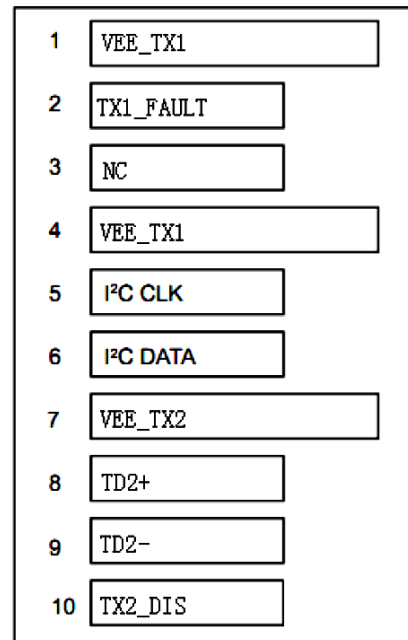 1 VEE_TX1
2 TX1_FAULT
3 NC
4 VEE_TX1
5 I²C CLK
6 I²C DATA
7 VEE_TX2
8 TD2+
9 TD2-
10 TX2_DIS